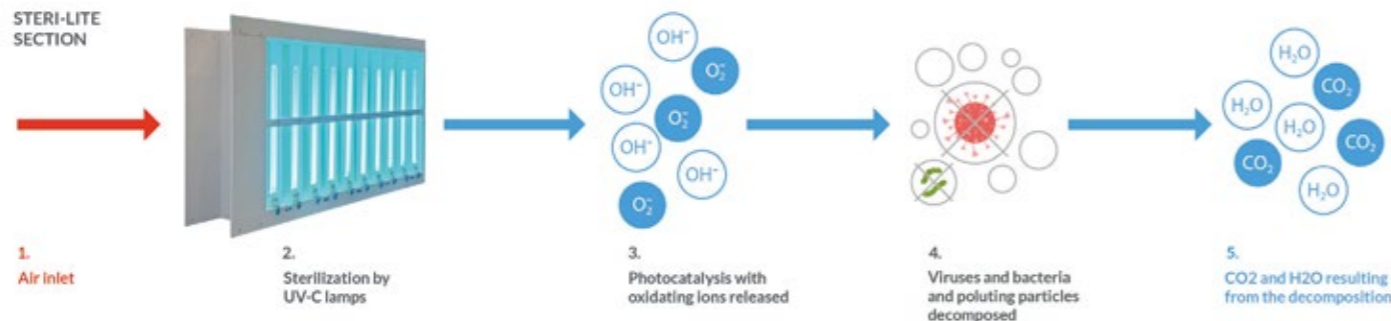 STERI-LITE
SECTION
OH⁻
O₂⁻
OH⁻
O₂⁻
OH⁻
OH⁻
O₂⁻
H₂O
CO₂
H₂O
H₂O
CO₂
CO₂
H₂O
1.
Air inlet
2.
Sterilization by
UV-C lamps
3.
Photocatalysis with
oxidating ions released
4.
Viruses and bacteria
and poluting particles
decomposed
5.
CO2 and H2O resulting
from the decomposition